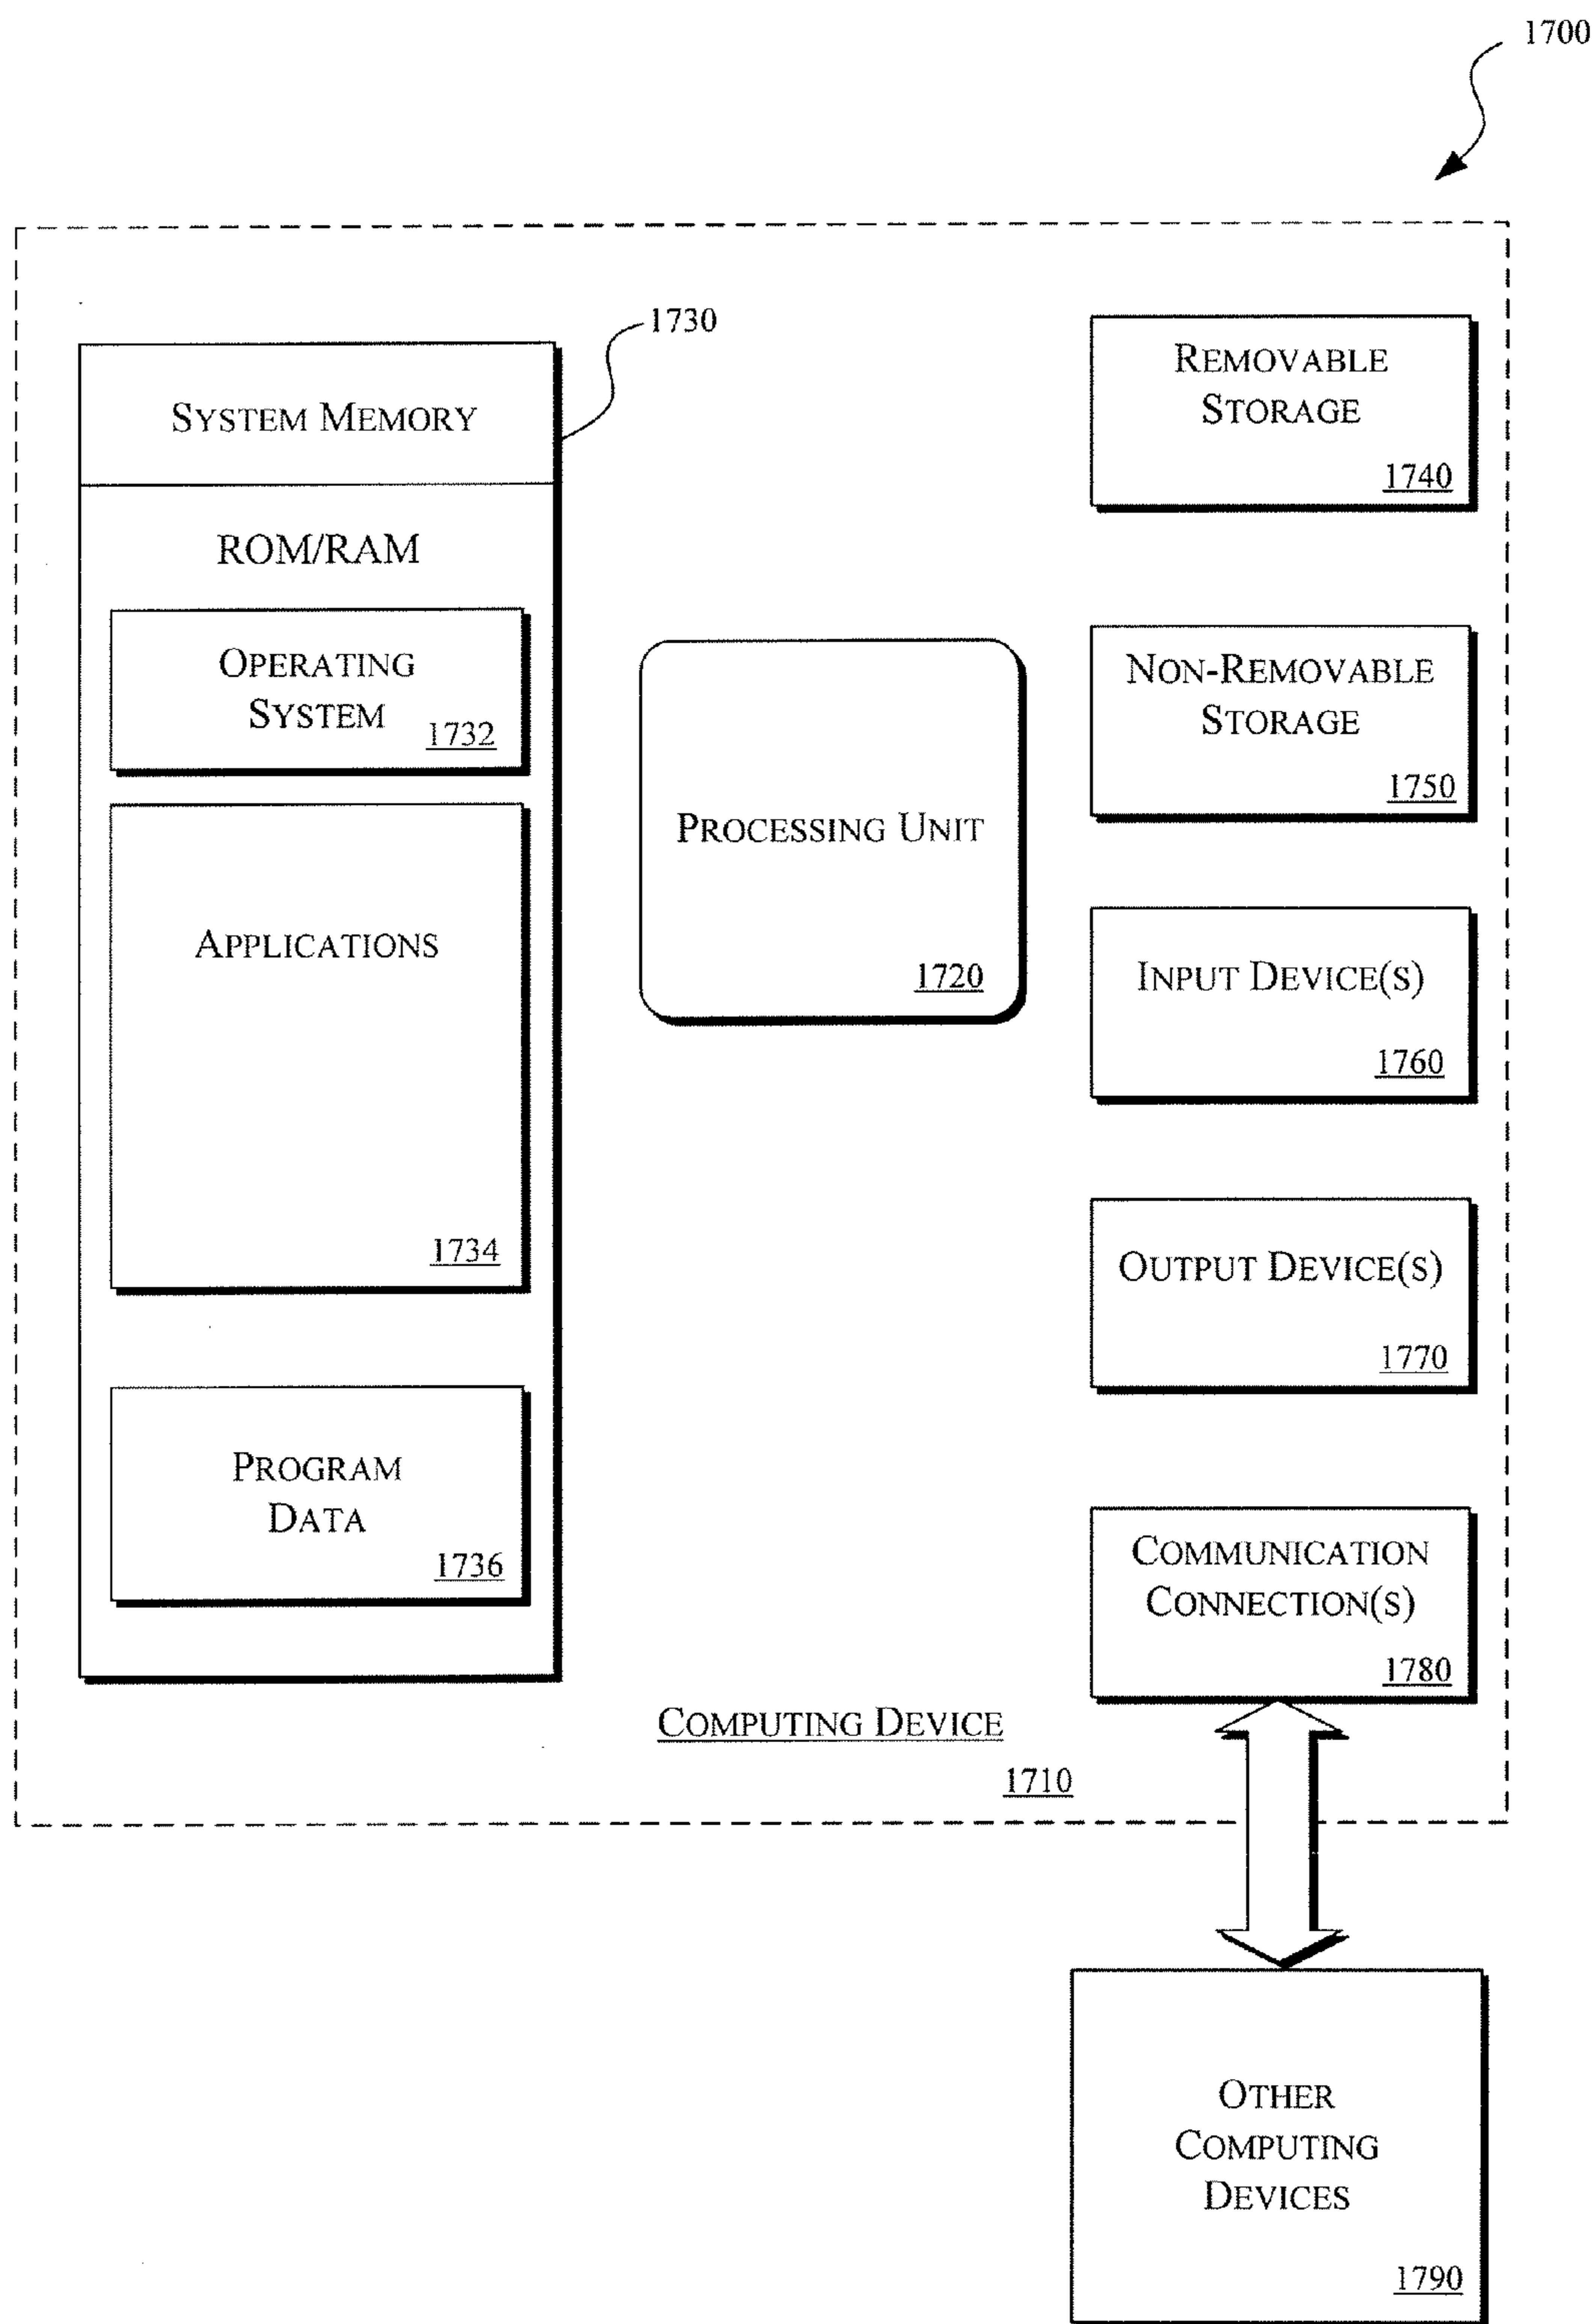 1700
1730
SYSTEM MEMORY
ROM/RAM
OPERATING
SYSTEM
1732
APPLICATIONS
1734
PROGRAM
DATA
1736
PROCESSING UNIT
1720
REMOVABLE
STORAGE
1740
NON-REMOVABLE
STORAGE
1750
INPUT DEVICE(S)
1760
OUTPUT DEVICE(S)
1770
COMMUNICATION
CONNECTION(S)
1780
COMPUTING DEVICE
1710
OTHER
COMPUTING
DEVICES
1790